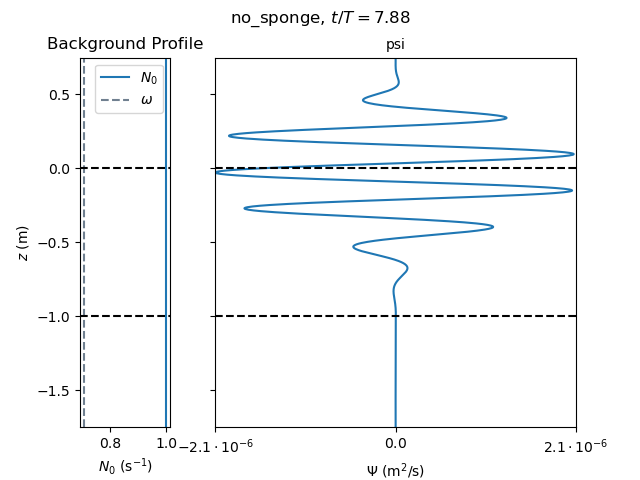 no_sponge, t/T = 7.88
Background Profile
psi
N₀
ω
0.5
0.0
−0.5
−1.0
−1.5
z (m)
0.8
1.0
N₀ (s⁻¹)
−2.1 · 10⁻⁶
0.0
2.1 · 10⁻⁶
Ψ (m²/s)